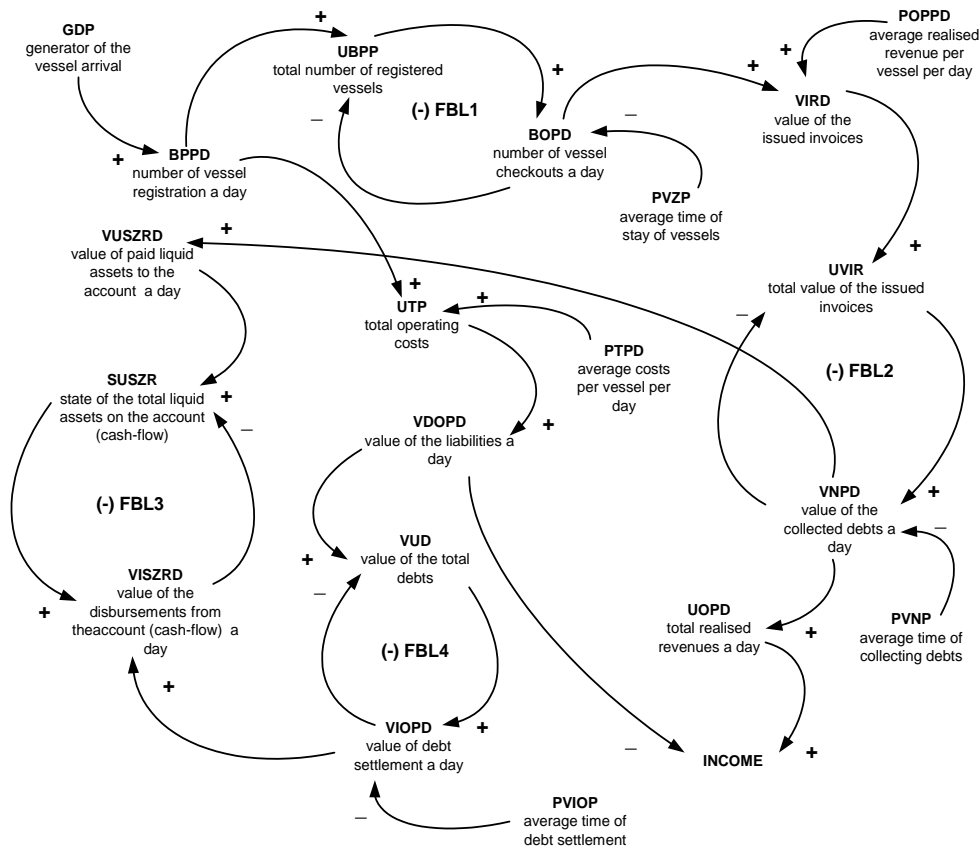 GDP
generator of the
vessel arrival
+
UBPP
total number of registered
vessels
+
(-) FBL1
–
+
BPPD
number of vessel
registration a day
BOPD
number of vessel
checkouts a day
–
PVZP
average time of
stay of vessels
POPPD
average realised
revenue per
vessel per day
+
+
VIRD
value of the
issued invoices
VUSZRD
value of paid liquid
assets to the
account a day
+
+
UVIR
total value of the issued
invoices
–
(-) FBL2
+
+
UTP
total operating
costs
PTPD
average costs
per vessel per
day
SUSZR
state of the total liquid
assets on the account
(cash-flow)
+
–
(-) FBL3
VDOPD
value of the liabilities a
day
+
VNPD
value of the
collected debts a
day
+
–
PVNP
average time of
collecting debts
VUD
value of the total
debts
+
–
(-) FBL4
VISZRD
value of the
disbursements from
theaccount (cash-flow) a
day
+
+
UOPD
total realised
revenues a day
+
VIOPD
value of debt
settlement a day
+
–
PVIOP
average time of
debt settlement
–
INCOME
+